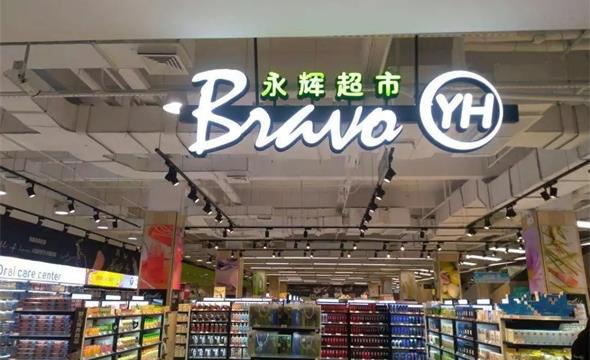 永辉超市
Bravo YH
Oral care center